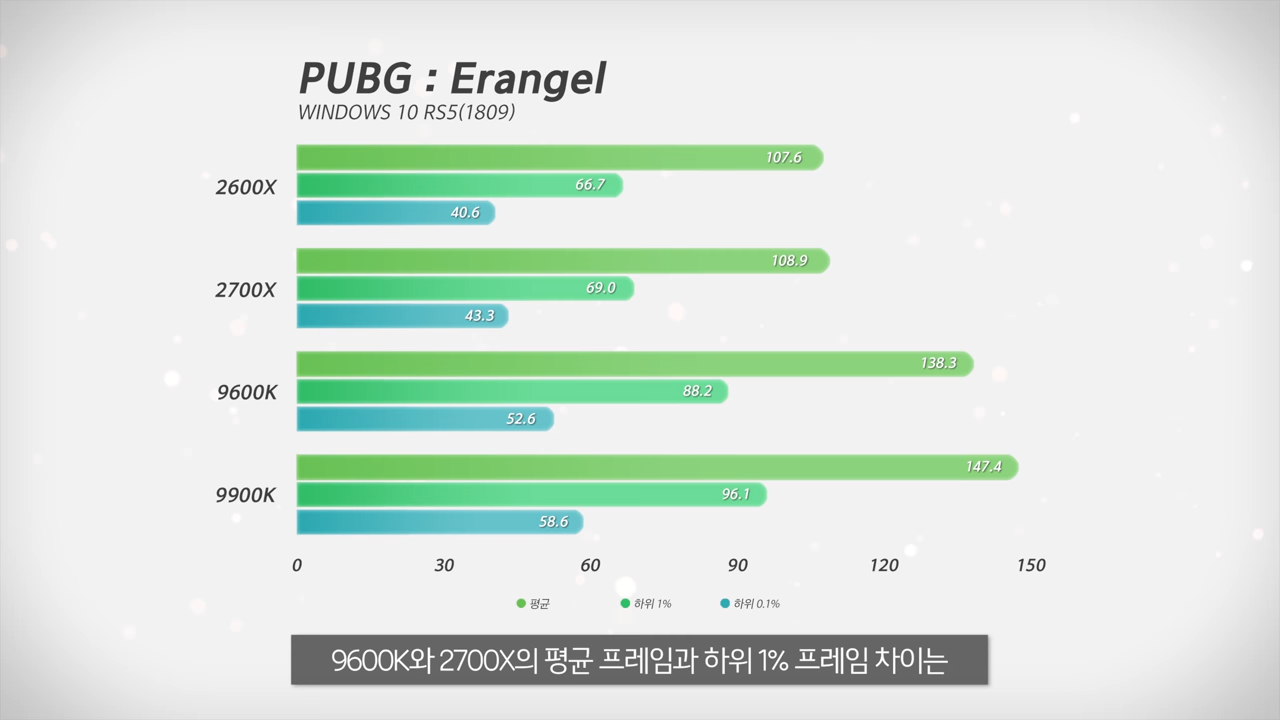 PUBG : Erangel
WINDOWS 10 RS5(1809)
107.6
2600X
66.7
40.6
108.9
2700X
69.0
43.3
138.3
9600K
88.2
52.6
147.4
9900K
96.1
58.6
0 30 60 90 120 150
평균 하위 1% 하위 0.1%
9600K와 2700X의 평균 프레임과 하위 1% 프레임 차이는